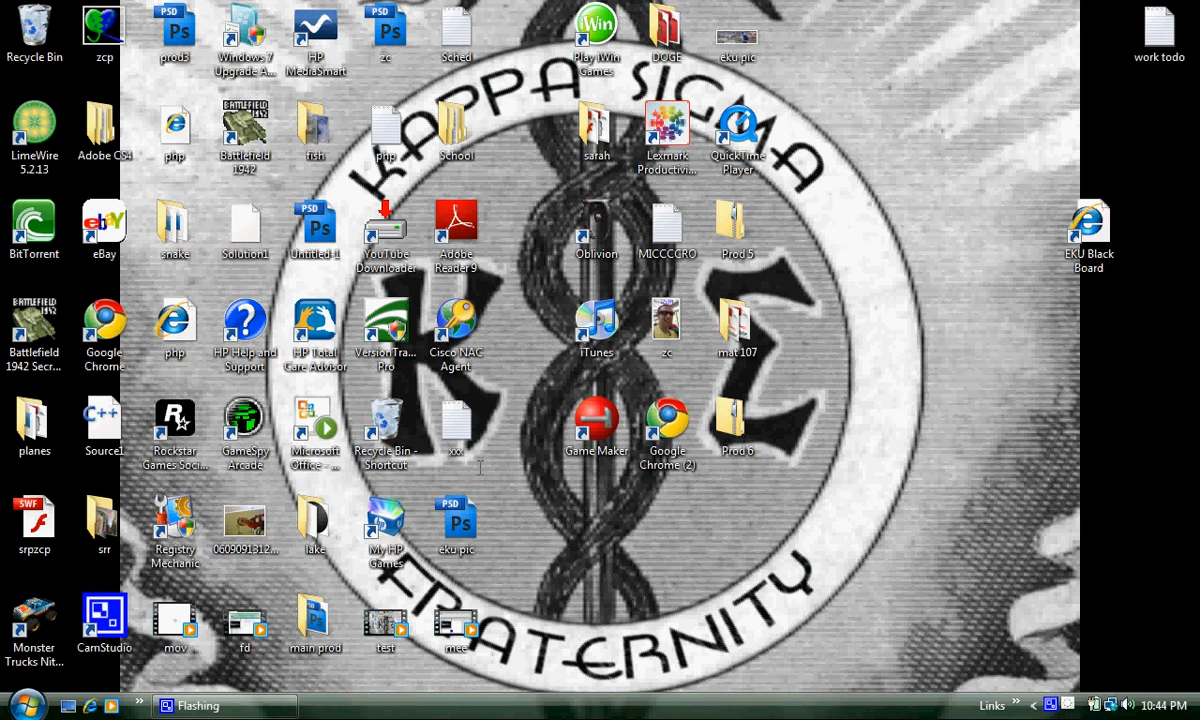 Recycle Bin
zcp
prod3
Windows 7
Upgrade A...
HP
MediaSmart
zc
Sched
Play iWin
Games
DOGE
eku pic
work todo
KAPPA SIGMA
LimeWire
5.2.13
Adobe CS4
php
Battlefield
1942
fish
php
School
sarah
Lexmark
Productivi...
QuickTime
Player
BitTorrent
eBay
snake
Solution1
Untitled-1
YouTube
Downloader
Adobe
Reader 9
Oblivion
MICCCCRO
Prod 5
EKU Black
Board
K Σ
Battlefield
1942 Secr...
Google
Chrome
php
HP Help and
Support
HP Total
Care Advisor
VersionTra...
Pro
Cisco NAC
Agent
iTunes
zc
mat 107
planes
Source1
Rockstar
Games Soci...
GameSpy
Arcade
Microsoft
Office - ...
Recycle Bin -
Shortcut
xxx
Game Maker
Google
Chrome (2)
Prod 6
srpzcp
srr
Registry
Mechanic
0609091312...
lake
My HP
Games
eku pic
FRATERNITY
Monster
Trucks Nit...
CamStudio
mov
fd
main prod
test
mee
Flashing
Links
10:44 PM